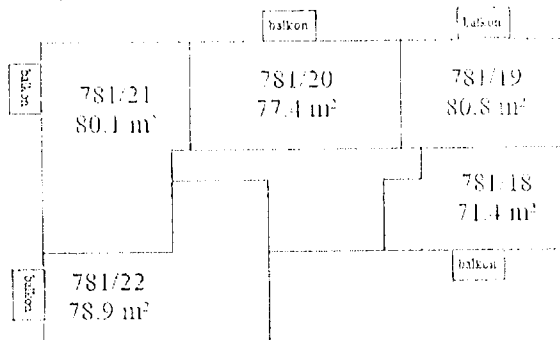 balkon
balkon
balkon
781/21
80.1 m²
781/20
77.4 m²
781/19
80.8 m²
781/18
71.4 m²
balkon
balkon
781/22
78.9 m²